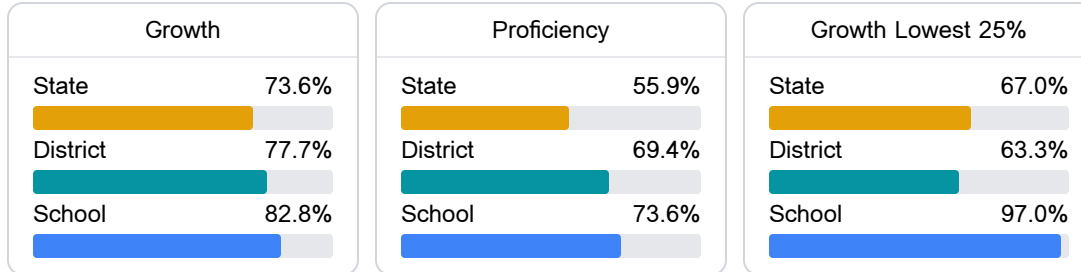 Growth
State 73.6%
District 77.7%
School 82.8%
Proficiency
State 55.9%
District 69.4%
School 73.6%
Growth Lowest 25%
State 67.0%
District 63.3%
School 97.0%